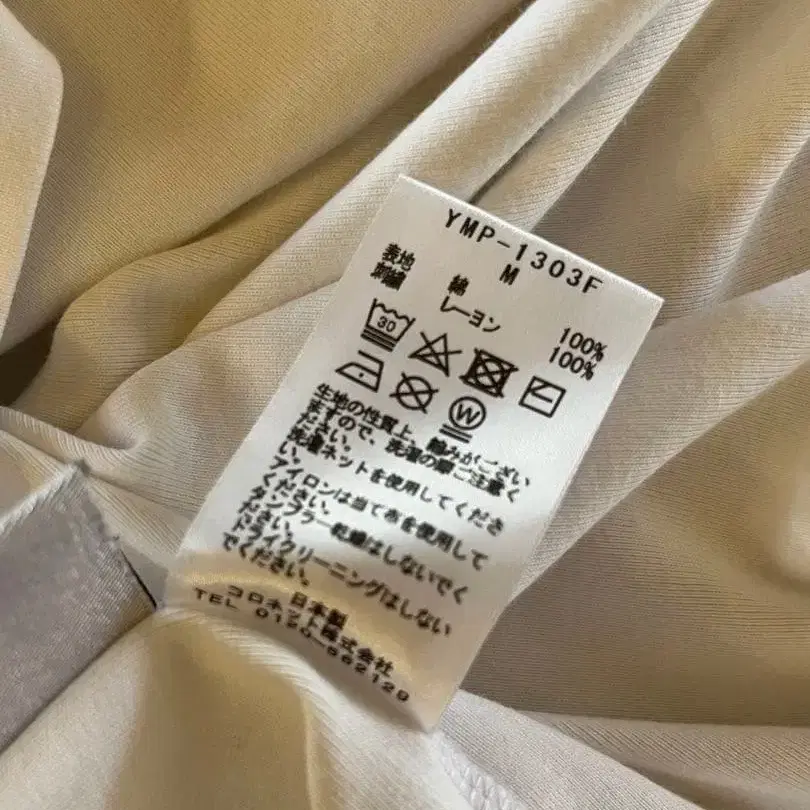 YMP-1303F
M
表地 綿 100%
刺繍 レーヨン 100%
30
W
生地の性質上、縮みがござい
ますので、洗濯の際ご注意く
ださい。
洗濯ネットを使用してくださ
い。
アイロンは当て布を使用して
ください。
タンブラー乾燥はしないでく
ださい。
ドライクリーニングはしない
でください。
日本製
コロネット株式会社
TEL 0120-562129